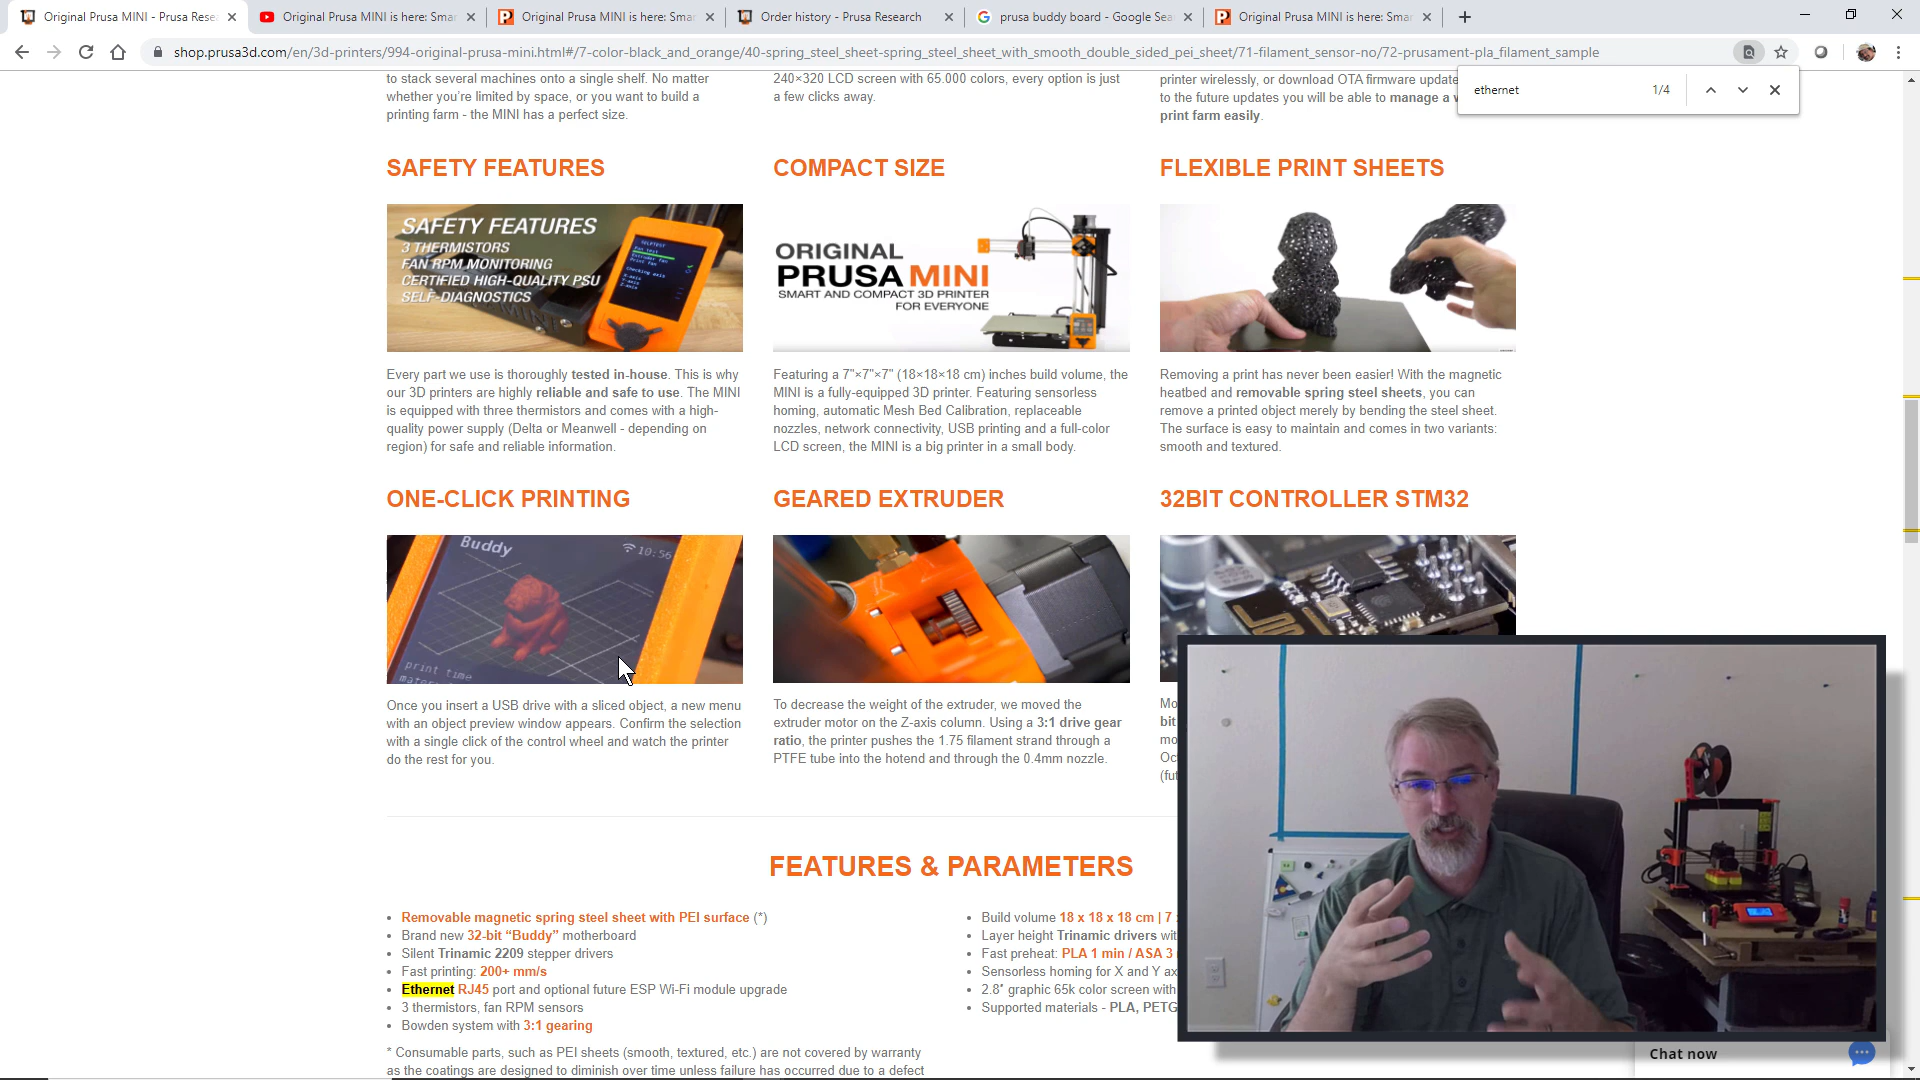 Original Prusa MINI - Prusa Rese
Original Prusa MINI is here: Smar
Original Prusa MINI is here: Smar
Order history - Prusa Research
prusa buddy board - Google Sea
Original Prusa MINI is here: Smar
shop.prusa3d.com/en/3d-printers/994-original-prusa-mini.html#/7-color-black_and_orange/40-spring_steel_sheet-spring_steel_sheet_with_smooth_double_sided_pei_sheet/71-filament_sensor-no/72-prusament-pla_filament_sample
ethernet 1/4
to stack several machines onto a single shelf. No matter
whether you're limited by space, or you want to build a
printing farm - the MINI has a perfect size.
240×320 LCD screen with 65.000 colors, every option is just
a few clicks away.
printer wirelessly, or download OTA firmware update
to the future updates you will be able to manage a w
print farm easily.
SAFETY FEATURES
SAFETY FEATURES
3 THERMISTORS
FAN RPM MONITORING
CERTIFIED HIGH-QUALITY PSU
SELF-DIAGNOSTICS
Every part we use is thoroughly tested in-house. This is why
our 3D printers are highly reliable and safe to use. The MINI
is equipped with three thermistors and comes with a high-
quality power supply (Delta or Meanwell - depending on
region) for safe and reliable information.
COMPACT SIZE
ORIGINAL
PRUSA MINI
SMART AND COMPACT 3D PRINTER
FOR EVERYONE
Featuring a 7"×7"×7" (18×18×18 cm) inches build volume, the
MINI is a fully-equipped 3D printer. Featuring sensorless
homing, automatic Mesh Bed Calibration, replaceable
nozzles, network connectivity, USB printing and a full-color
LCD screen, the MINI is a big printer in a small body.
FLEXIBLE PRINT SHEETS
Removing a print has never been easier! With the magnetic
heatbed and removable spring steel sheets, you can
remove a printed object merely by bending the steel sheet.
The surface is easy to maintain and comes in two variants:
smooth and textured.
ONE-CLICK PRINTING
Buddy
10:56
print time
Once you insert a USB drive with a sliced object, a new menu
with an object preview window appears. Confirm the selection
with a single click of the control wheel and watch the printer
do the rest for you.
GEARED EXTRUDER
To decrease the weight of the extruder, we moved the
extruder motor on the Z-axis column. Using a 3:1 drive gear
ratio, the printer pushes the 1.75 filament strand through a
PTFE tube into the hotend and through the 0.4mm nozzle.
32BIT CONTROLLER STM32
Mo
bit
mo
Oc
(fu
FEATURES & PARAMETERS
• Removable magnetic spring steel sheet with PEI surface (*)
• Brand new 32-bit “Buddy” motherboard
• Silent Trinamic 2209 stepper drivers
• Fast printing: 200+ mm/s
• Ethernet RJ45 port and optional future ESP Wi-Fi module upgrade
• 3 thermistors, fan RPM sensors
• Bowden system with 3:1 gearing
• Build volume 18 x 18 x 18 cm | 7
• Layer height Trinamic drivers wit
• Fast preheat: PLA 1 min / ASA 3
• Sensorless homing for X and Y ax
• 2.8" graphic 65k color screen with
• Supported materials - PLA, PETG
* Consumable parts, such as PEI sheets (smooth, textured, etc.) are not covered by warranty
as the coatings are designed to diminish over time unless failure has occurred due to a defect
Chat now